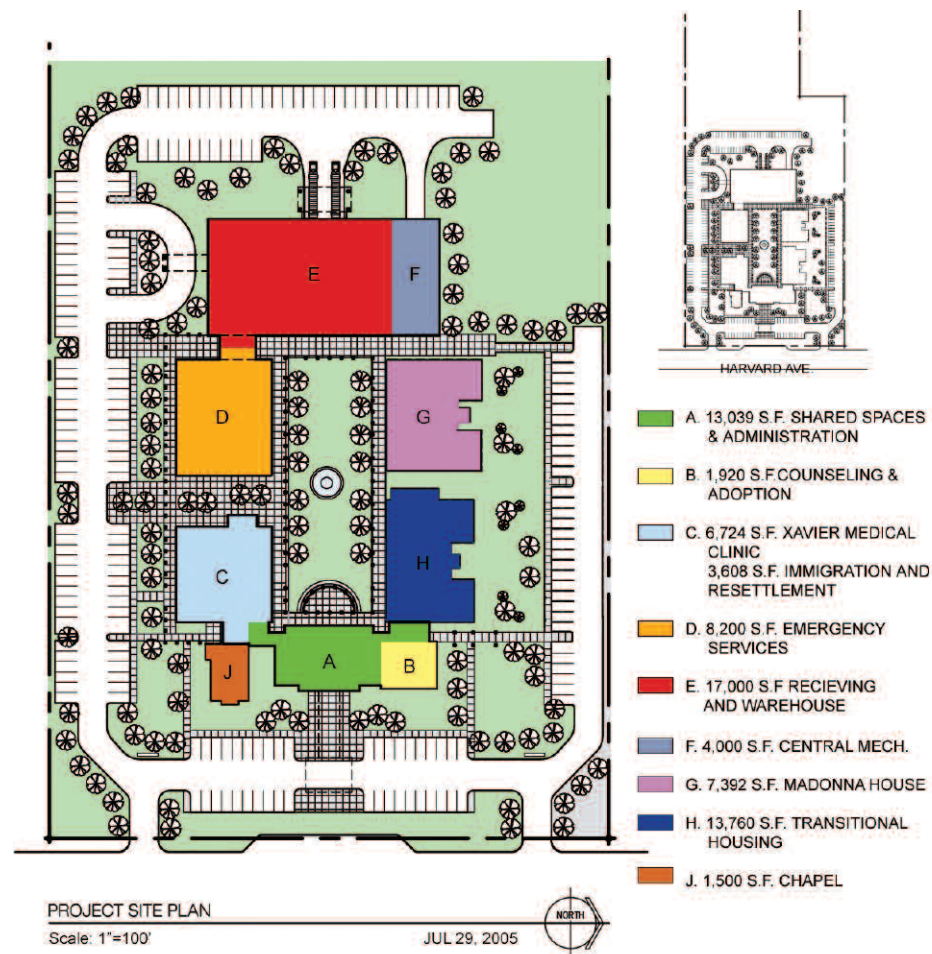 E
F
D
G
C
H
A
B
J
HARVARD AVE.
A. 13,039 S.F. SHARED SPACES
& ADMINISTRATION
B. 1,920 S.F.COUNSELING &
ADOPTION
C. 6,724 S.F. XAVIER MEDICAL
CLINIC
3,608 S.F. IMMIGRATION AND
RESETTLEMENT
D. 8,200 S.F. EMERGENCY
SERVICES
E. 17,000 S.F RECIEVING
AND WAREHOUSE
F. 4,000 S.F. CENTRAL MECH.
G. 7,392 S.F. MADONNA HOUSE
H. 13,760 S.F. TRANSITIONAL
HOUSING
J. 1,500 S.F. CHAPEL
PROJECT SITE PLAN
Scale: 1"=100'
JUL 29, 2005
NORTH